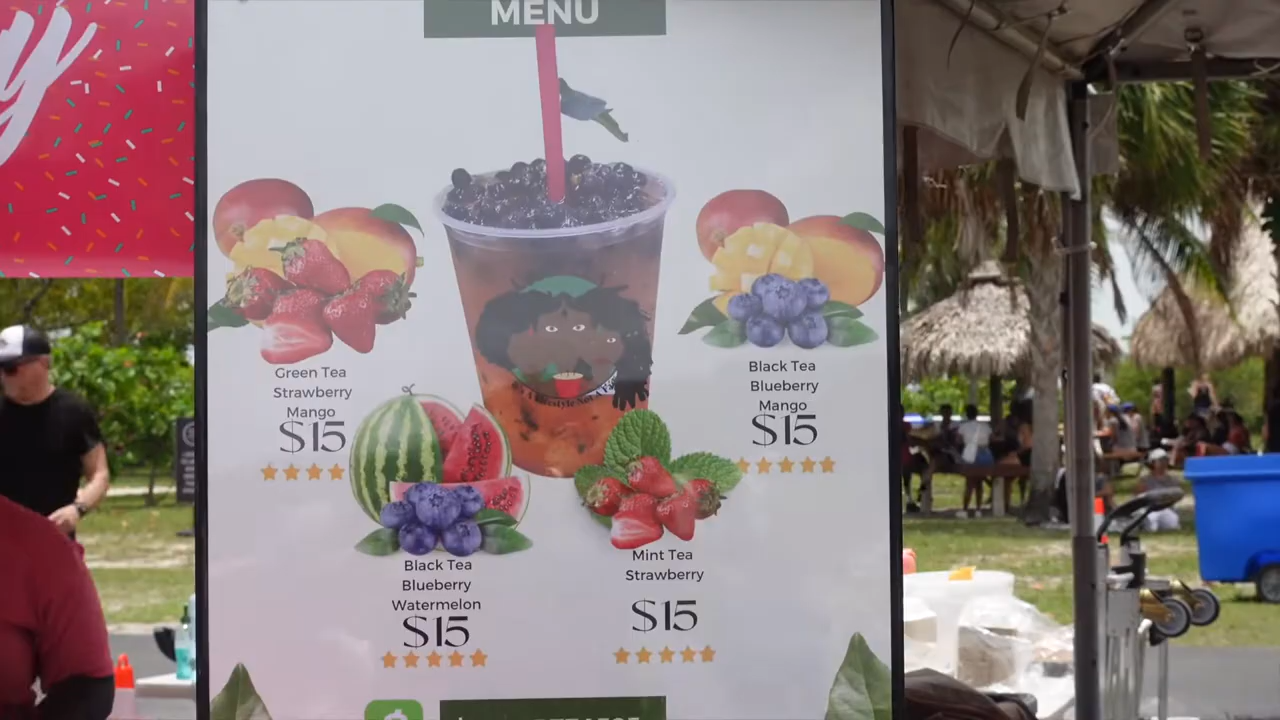 MENU
Green Tea
Strawberry
Mango
$15
Black Tea
Blueberry
Mango
$15
Black Tea
Blueberry
Watermelon
$15
Mint Tea
Strawberry
$15